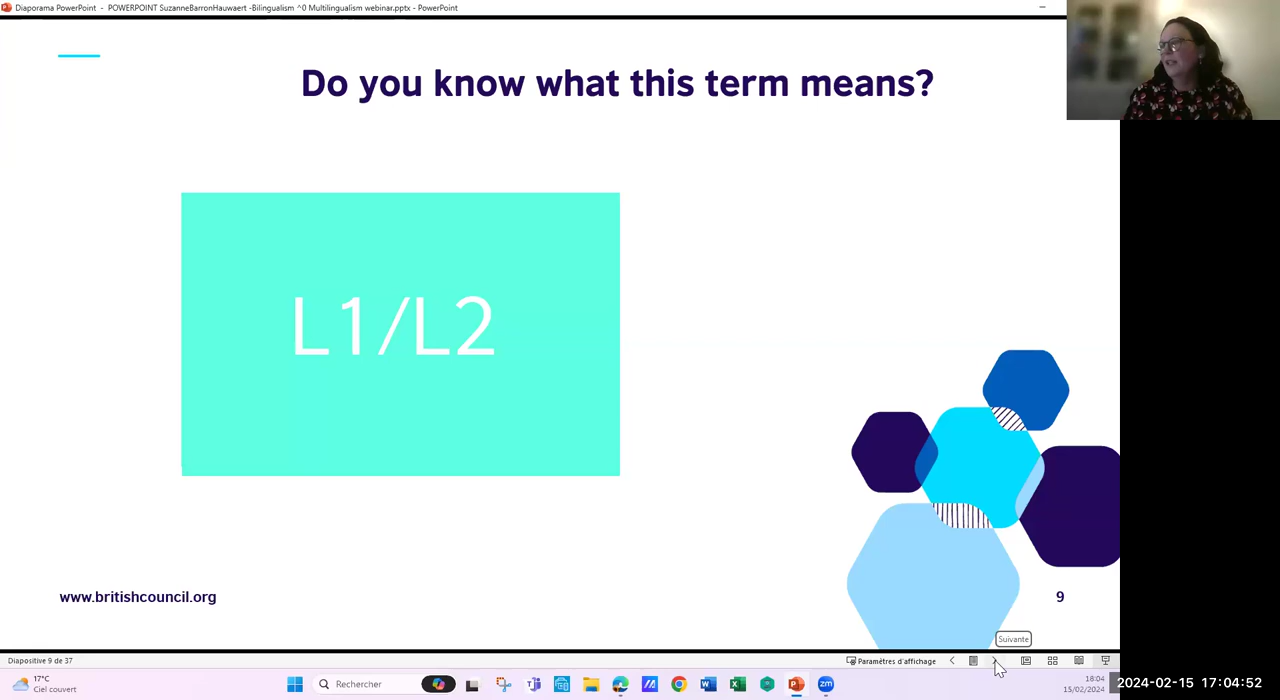 Diaporama PowerPoint - POWERPOINT SuzanneBarronHauwaert -Bilingualism ^0 Multilingualism webinar.pptx - PowerPoint
Do you know what this term means?
L1/L2
www.britishcouncil.org
9
Suivante
Diapositive 9 de 37
Paramètres d'affichage
17°C
Ciel couvert
Rechercher
18:04
15/02/2024
2024-02-15 17:04:52